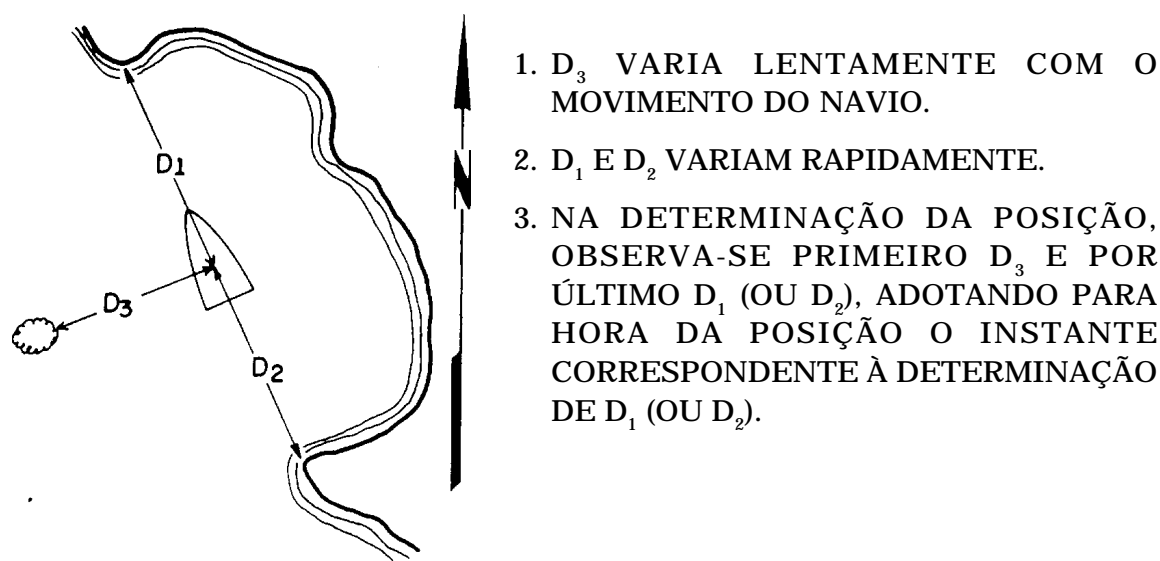 D1
N
D3
D2
1. D₃ VARIA LENTAMENTE COM O
MOVIMENTO DO NAVIO.
2. D₁ E D₂ VARIAM RAPIDAMENTE.
3. NA DETERMINAÇÃO DA POSIÇÃO,
OBSERVA-SE PRIMEIRO D₃ E POR
ÚLTIMO D₁ (OU D₂), ADOTANDO PARA
HORA DA POSIÇÃO O INSTANTE
CORRESPONDENTE À DETERMINAÇÃO
DE D₁ (OU D₂).